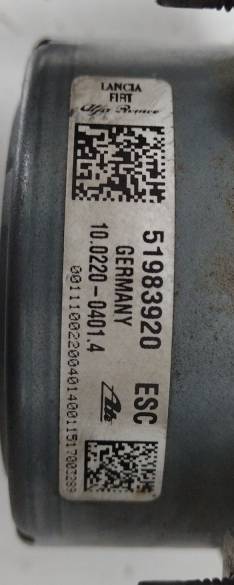 LANCIA
FIAT
Alfa Romeo
51983920 ESC
GERMANY
10.0220-0401.4
Ate